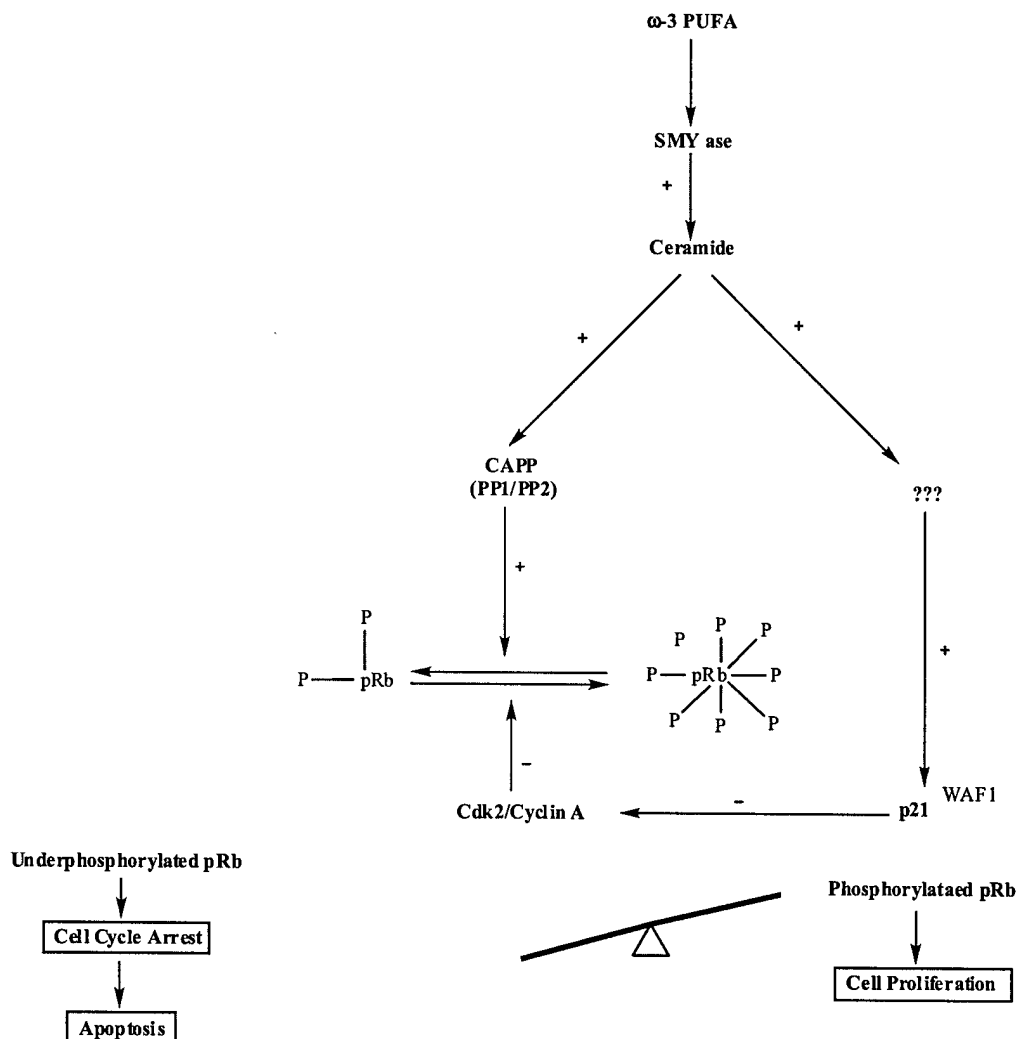 ω-3 PUFA
SMY ase
+
Ceramide
+
+
CAPP
(PP1/PP2)
???
+
+
P
P
P
P
P pRb
P pRb P
P
P
P
–
Cdk2/Cyclin A
–
p21 WAF1
Underphosphorylated pRb
Cell Cycle Arrest
Apoptosis
Phosphorylataed pRb
Cell Proliferation